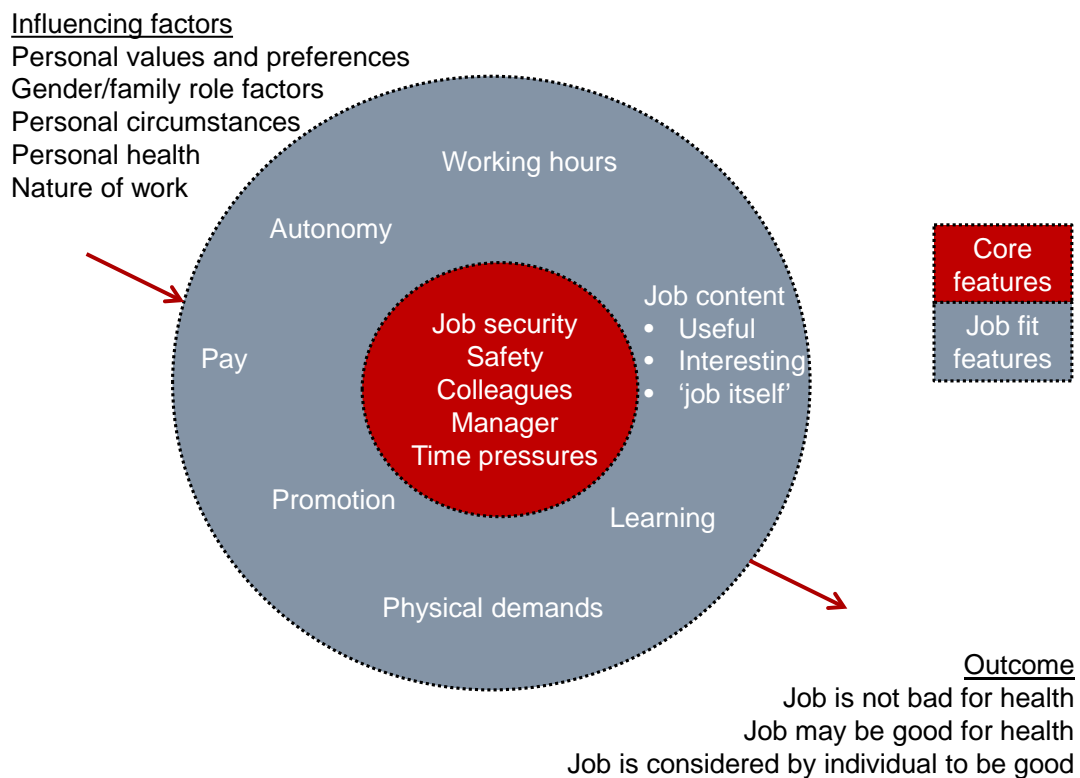 Influencing factors
Personal values and preferences
Gender/family role factors
Personal circumstances
Personal health
Nature of work
Working hours
Autonomy
Pay
Promotion
Physical demands
Learning
Job content
• Useful
• Interesting
• ‘job itself’
Job security
Safety
Colleagues
Manager
Time pressures
Core
features
Job fit
features
Outcome
Job is not bad for health
Job may be good for health
Job is considered by individual to be good